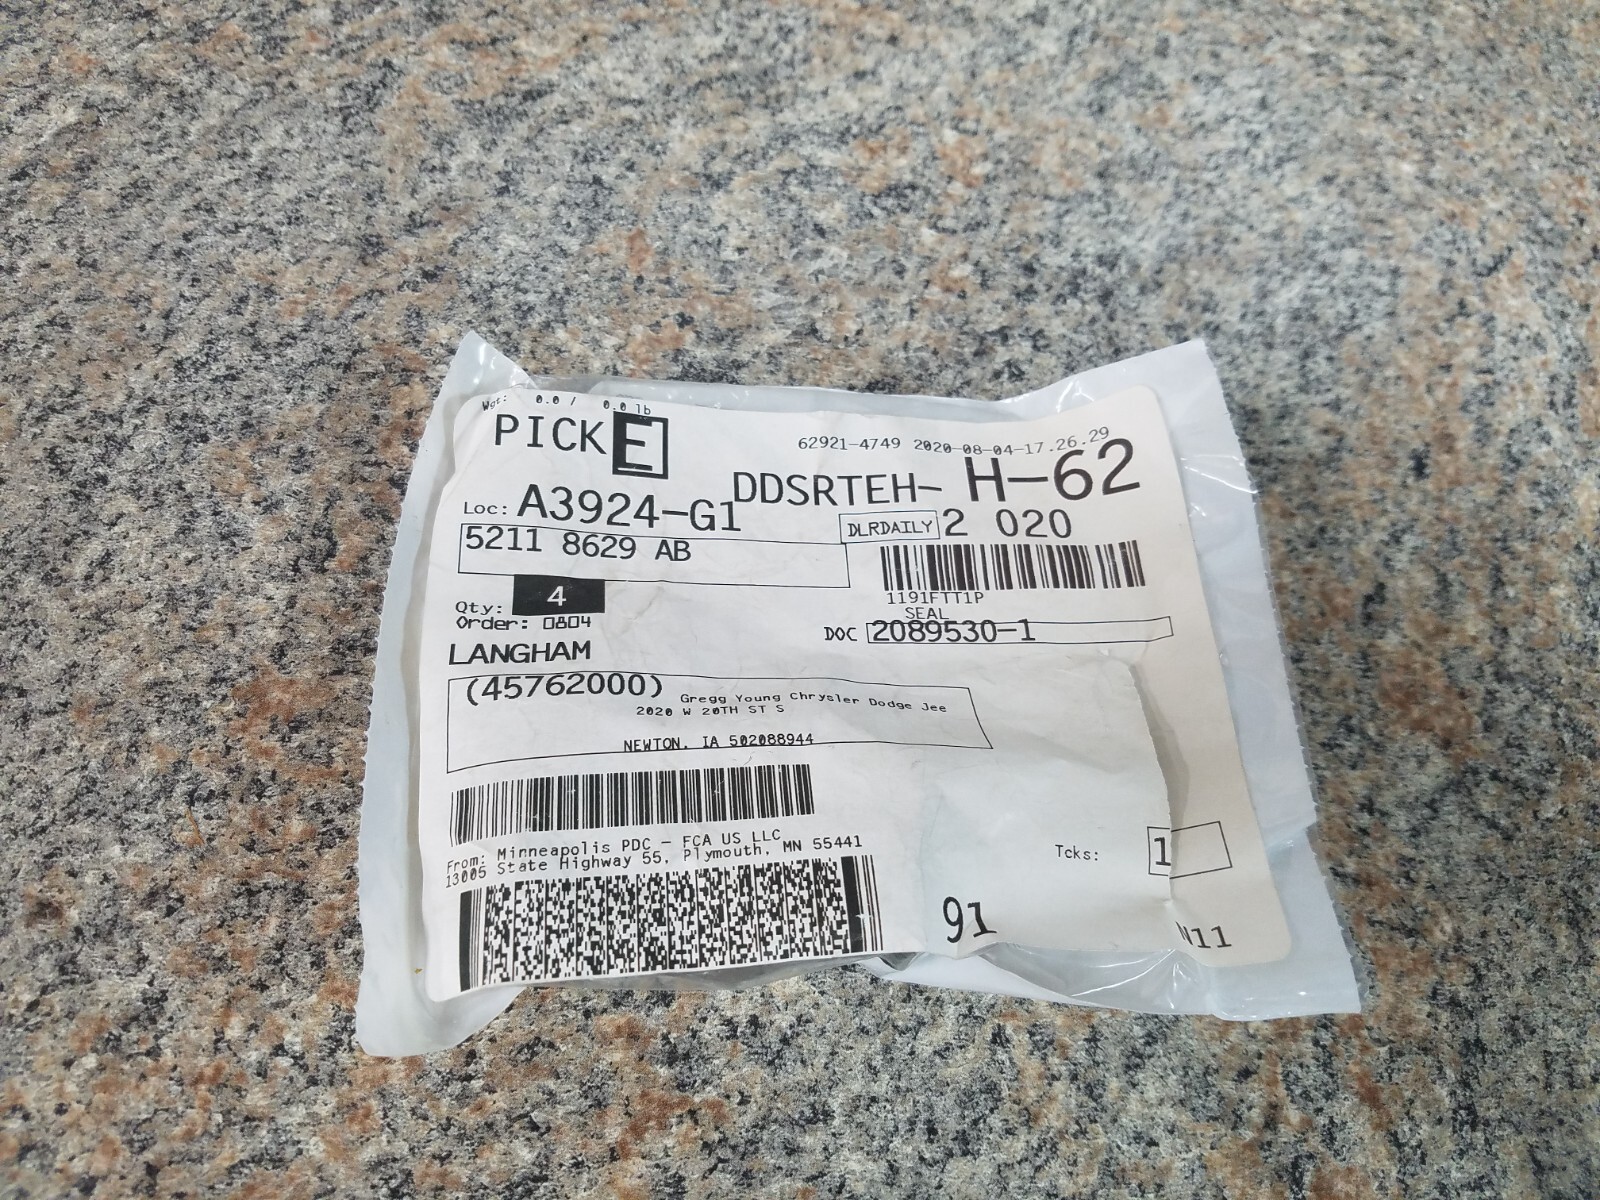 Wgt: 0.0 / 0.0 lb
PICK E
62921-4749 2020-08-04-17.26.29
DDSRTEH- H-62
Loc: A3924-G1
DLRDAILY 2 020
5211 8629 AB
1191FTT1P
SEAL
Qty: 4
Order: 0804
DOC 2089530-1
LANGHAM
(45762000) Gregg Young Chrysler Dodge Jee
2020 W 20TH ST S
NEWTON, IA 502088944
From: Minneapolis PDC - FCA US LLC
13005 State Highway 55, Plymouth, MN 55441
Tcks: 1
91
N11